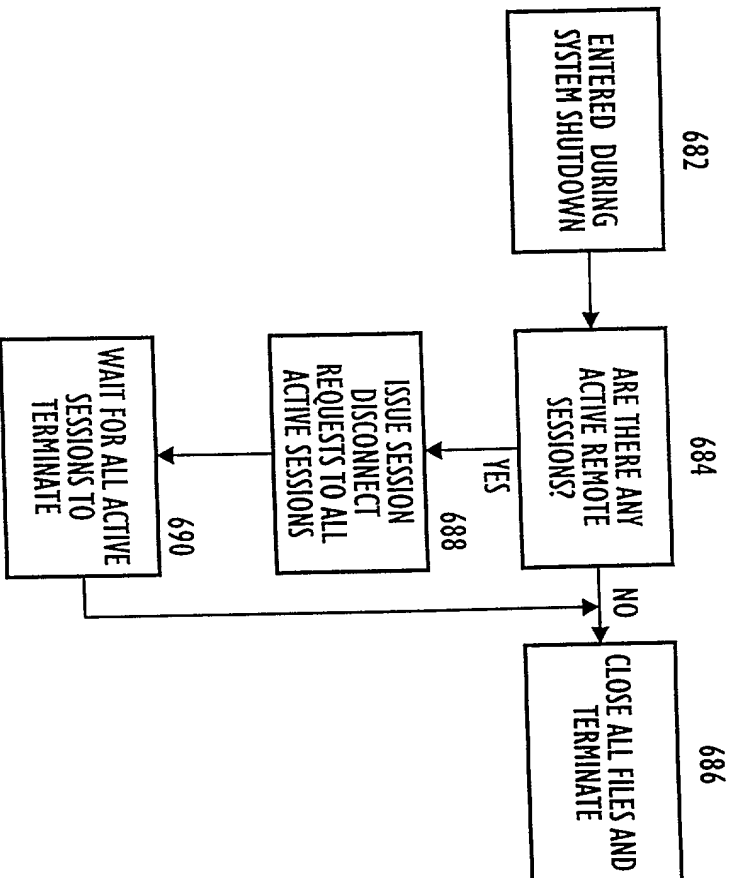 682
ENTERED DURING
SYSTEM SHUTDOWN
684
ARE THERE ANY
ACTIVE REMOTE
SESSIONS?
NO
YES
686
CLOSE ALL FILES AND
TERMINATE
688
ISSUE SESSION
DISCONNECT
REQUESTS TO ALL
ACTIVE SESSIONS
690
WAIT FOR ALL ACTIVE
SESSIONS TO
TERMINATE